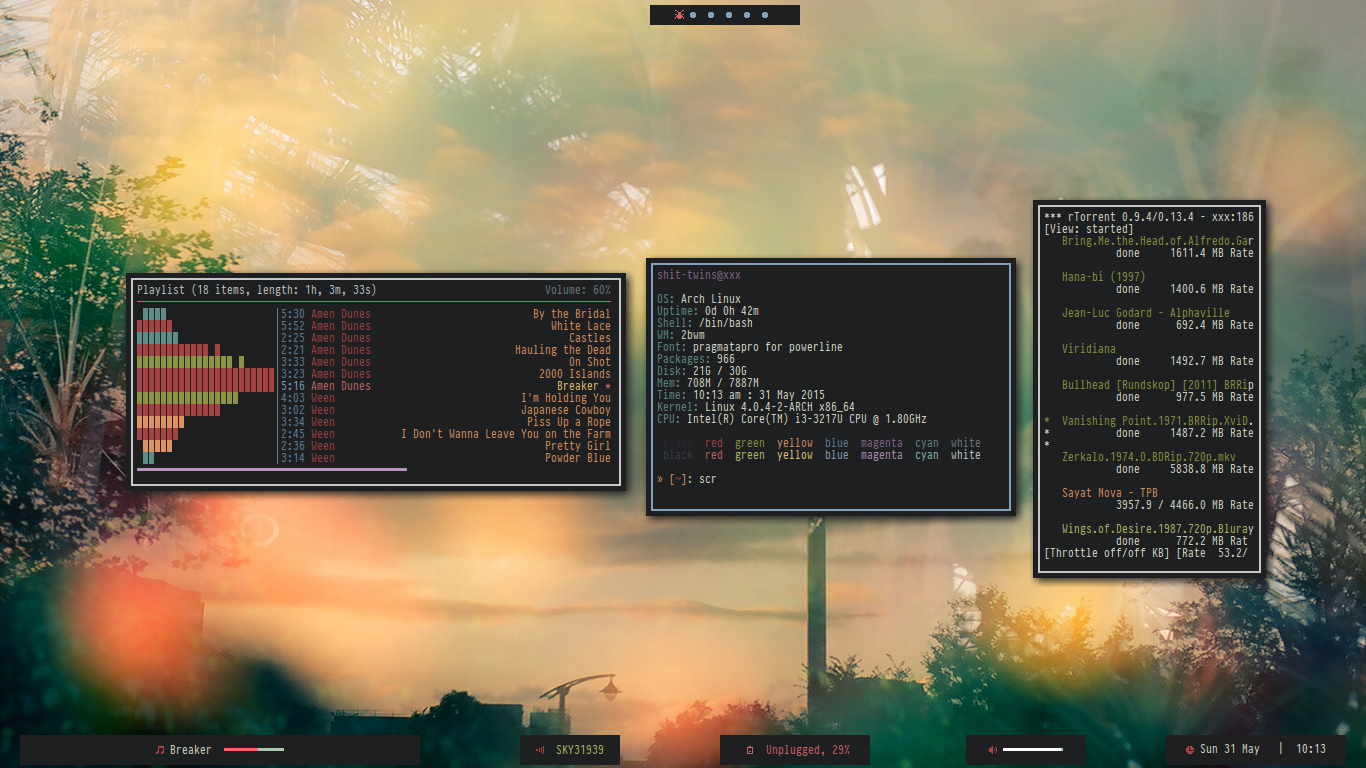 Playlist (18 items, length: 1h, 3m, 33s) Volume: 60%
5:30 Amen Dunes By the Bridal
5:52 Amen Dunes White Lace
2:25 Amen Dunes Castles
2:21 Amen Dunes Hauling the Dead
3:33 Amen Dunes On Shot
3:23 Amen Dunes 2000 Islands
5:16 Amen Dunes Breaker *
4:03 Ween I'm Holding You
3:02 Ween Japanese Cowboy
3:34 Ween Piss Up a Rope
2:45 Ween I Don't Wanna Leave You on the Farm
2:36 Ween Pretty Girl
3:14 Ween Powder Blue
shit-twins@xxx
OS: Arch Linux
Uptime: 0d 0h 42m
Shell: /bin/bash
WM: 2bwm
Font: pragmatapro for powerline
Packages: 966
Disk: 21G / 30G
Mem: 708M / 7887M
Time: 10:13 am : 31 May 2015
Kernel: Linux 4.0.4-2-ARCH x86_64
CPU: Intel(R) Core(TM) i3-3217U CPU @ 1.80GHz
black red green yellow blue magenta cyan white
black red green yellow blue magenta cyan white
» [~]: scr
*** rTorrent 0.9.4/0.13.4 - xxx:186
[View: started]
Bring.Me.the.Head.of.Alfredo.Gar
done 1611.4 MB Rate
Hana-bi (1997)
done 1400.6 MB Rate
Jean-Luc Godard - Alphaville
done 692.4 MB Rate
Viridiana
done 1492.7 MB Rate
Bullhead [Rundskop] [2011] BRRip
done 977.5 MB Rate
* Vanishing Point.1971.BRRip.XviD.
* done 1487.2 MB Rate
*
Zerkalo.1974.O.BDRip.720p.mkv
done 5838.8 MB Rate
Sayat Nova - TPB
3957.9 / 4466.0 MB Rate
Wings.of.Desire.1987.720p.Bluray
done 772.2 MB Rat
[Throttle off/off KB] [Rate 53.2/
Breaker
SKY31939
Unplugged, 29%
Sun 31 May | 10:13